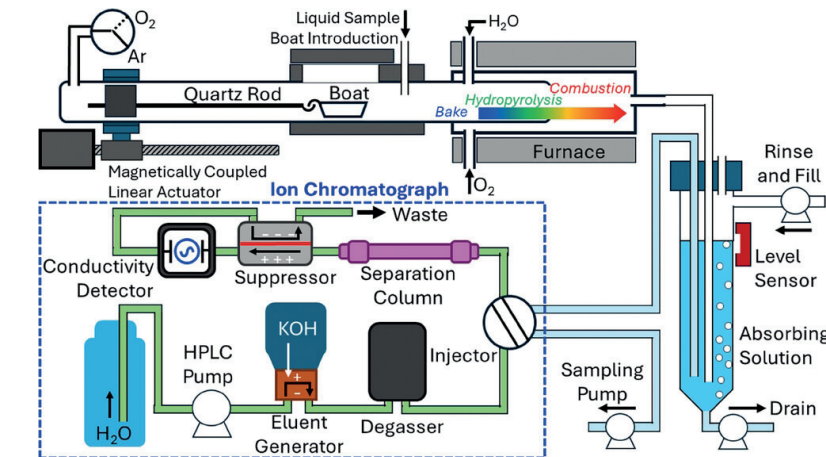 O2
Ar
Liquid Sample
Boat Introduction
H2O
Quartz Rod
Boat
Combustion
Hydropyrolysis
Bake
Furnace
O2
Magnetically Coupled
Linear Actuator
Rinse
and Fill
Ion Chromatograph
Waste
Conductivity
Detector
Suppressor
- - -
+ + +
Separation
Column
Level
Sensor
Absorbing
Solution
KOH
+
-
HPLC
Pump
Injector
H2O
Eluent
Generator
Degasser
Sampling
Pump
Drain